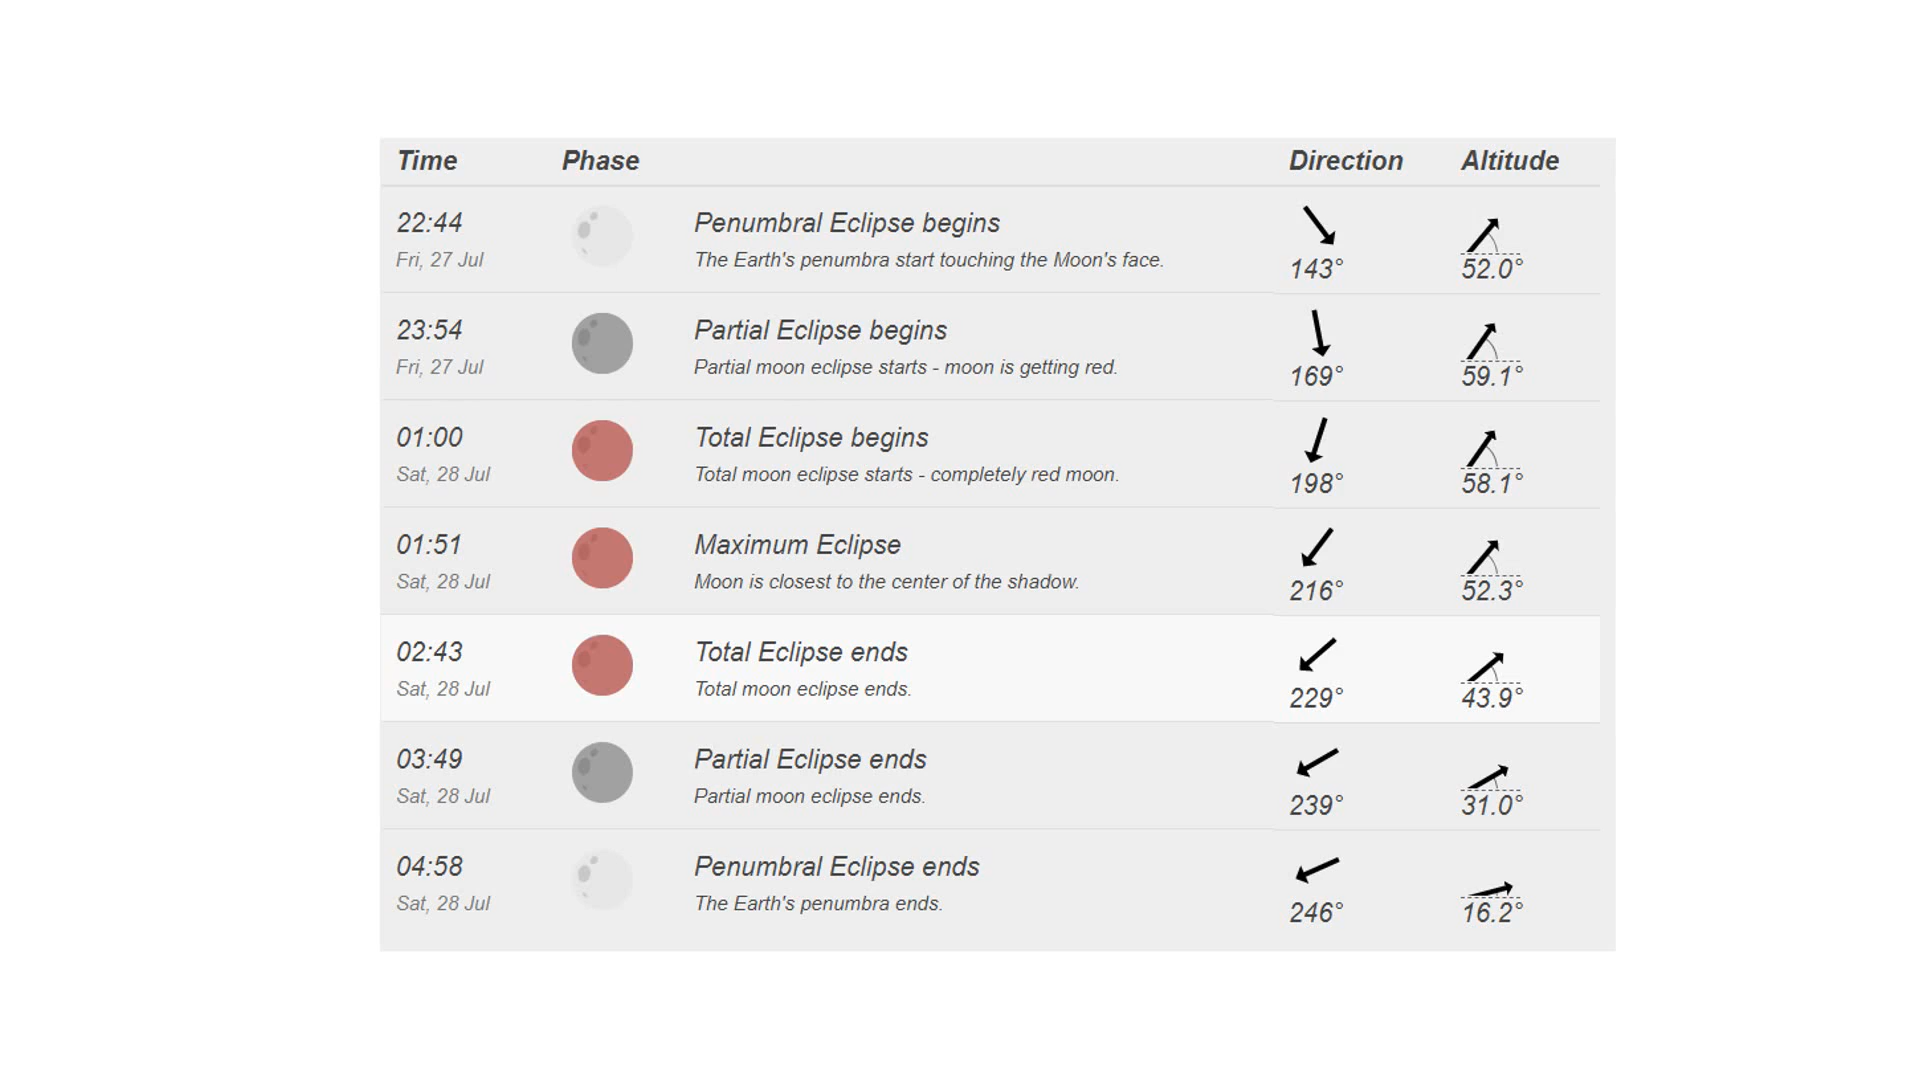 Time Phase Direction Altitude
22:44 Penumbral Eclipse begins
Fri, 27 Jul The Earth's penumbra start touching the Moon's face.
143° 52.0°
23:54 Partial Eclipse begins
Fri, 27 Jul Partial moon eclipse starts - moon is getting red.
169° 59.1°
01:00 Total Eclipse begins
Sat, 28 Jul Total moon eclipse starts - completely red moon.
198° 58.1°
01:51 Maximum Eclipse
Sat, 28 Jul Moon is closest to the center of the shadow.
216° 52.3°
02:43 Total Eclipse ends
Sat, 28 Jul Total moon eclipse ends.
229° 43.9°
03:49 Partial Eclipse ends
Sat, 28 Jul Partial moon eclipse ends.
239° 31.0°
04:58 Penumbral Eclipse ends
Sat, 28 Jul The Earth's penumbra ends.
246° 16.2°